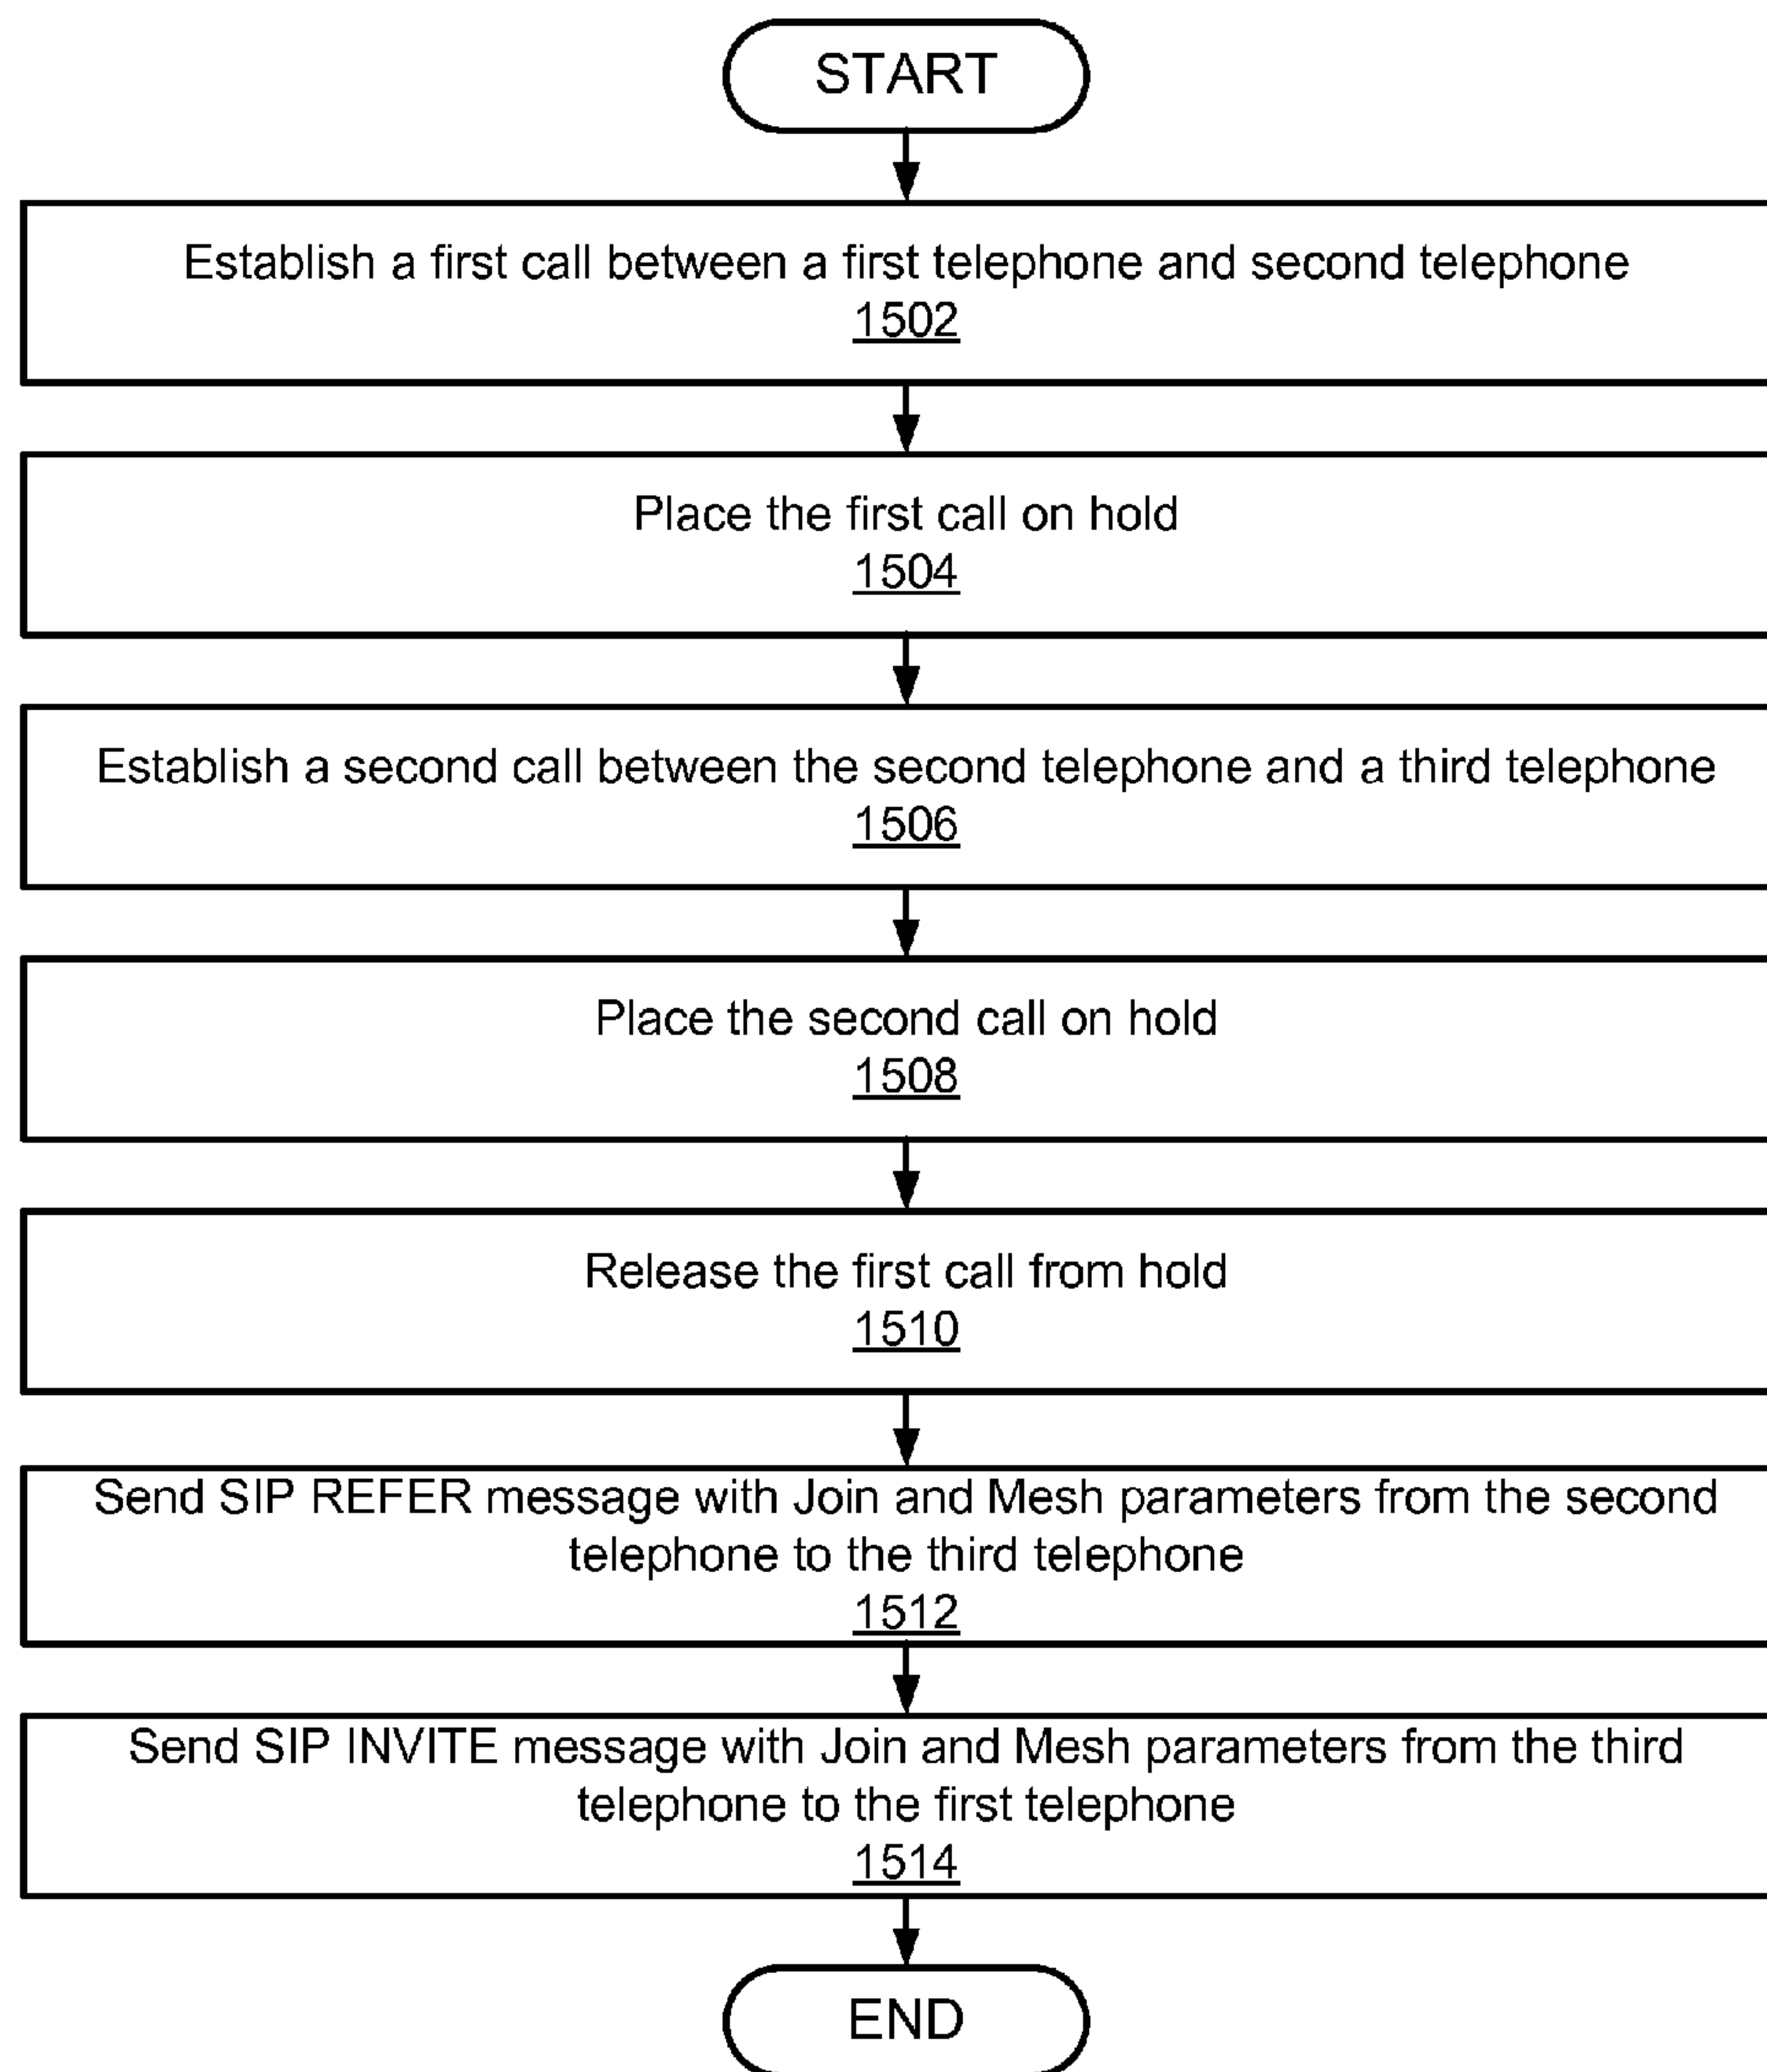 START
Establish a first call between a first telephone and second telephone
1502
Place the first call on hold
1504
Establish a second call between the second telephone and a third telephone
1506
Place the second call on hold
1508
Release the first call from hold
1510
Send SIP REFER message with Join and Mesh parameters from the second
telephone to the third telephone
1512
Send SIP INVITE message with Join and Mesh parameters from the third
telephone to the first telephone
1514
END